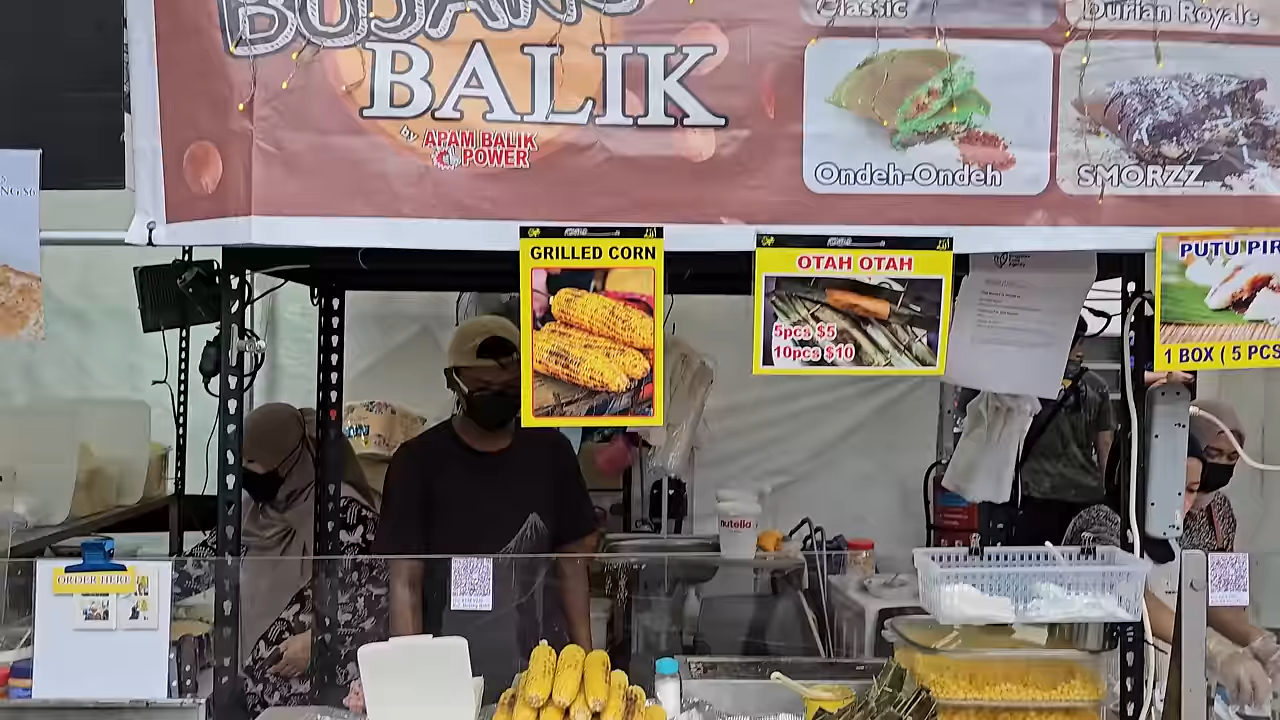 BUJANG
BALIK
by APAM BALIK
POWER
Classic
Durian Royale
Ondeh-Ondeh
SMORZZ
GRILLED CORN
OTAH OTAH
5pcs $5
10pcs $10
PUTU PIR
1 BOX ( 5 PCS
nutella
ORDER HERE